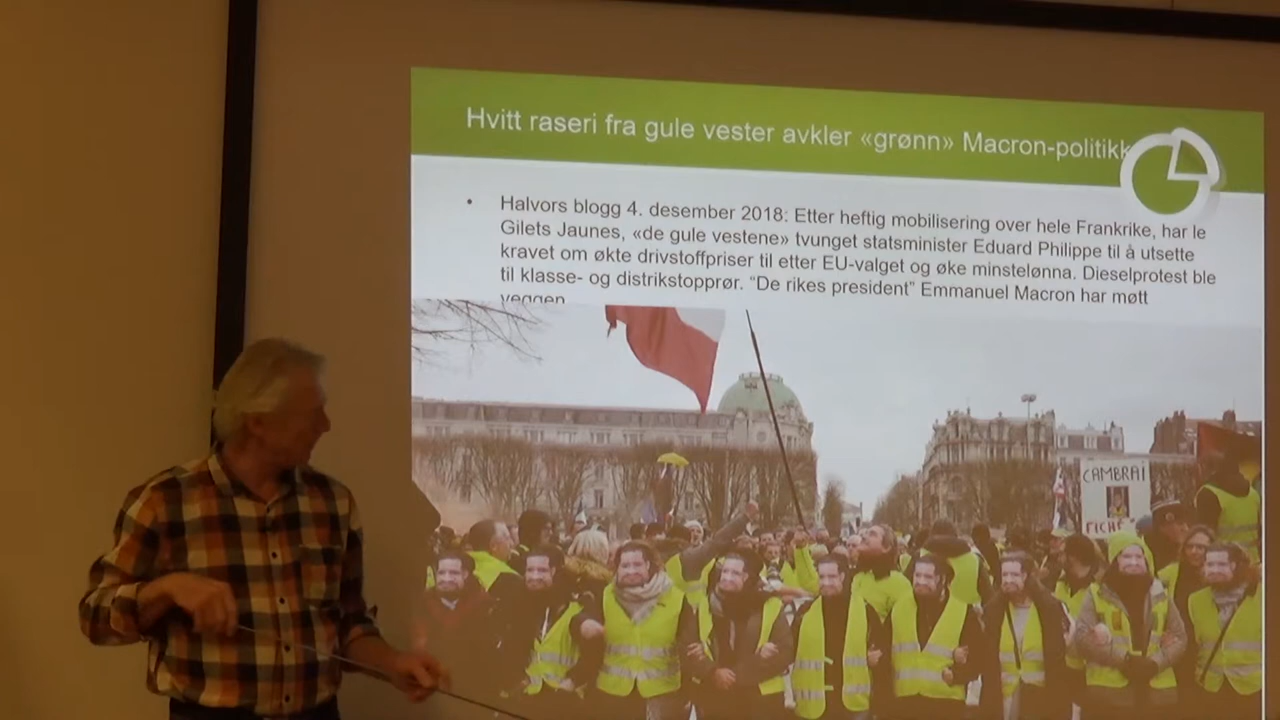 Hvitt raseri fra gule vester avkler «grønn» Macron-politikk
• Halvors blogg 4. desember 2018: Etter heftig mobilisering over hele Frankrike, har le
Gilets Jaunes, «de gule vestene» tvunget statsminister Eduard Philippe til å utsette
kravet om økte drivstoffpriser til etter EU-valget og øke minstelønna. Dieselprotest ble
til klasse- og distriktstopprør. “De rikes president” Emmanuel Macron har møtt
veggen.
CAMBRAI
FICHE